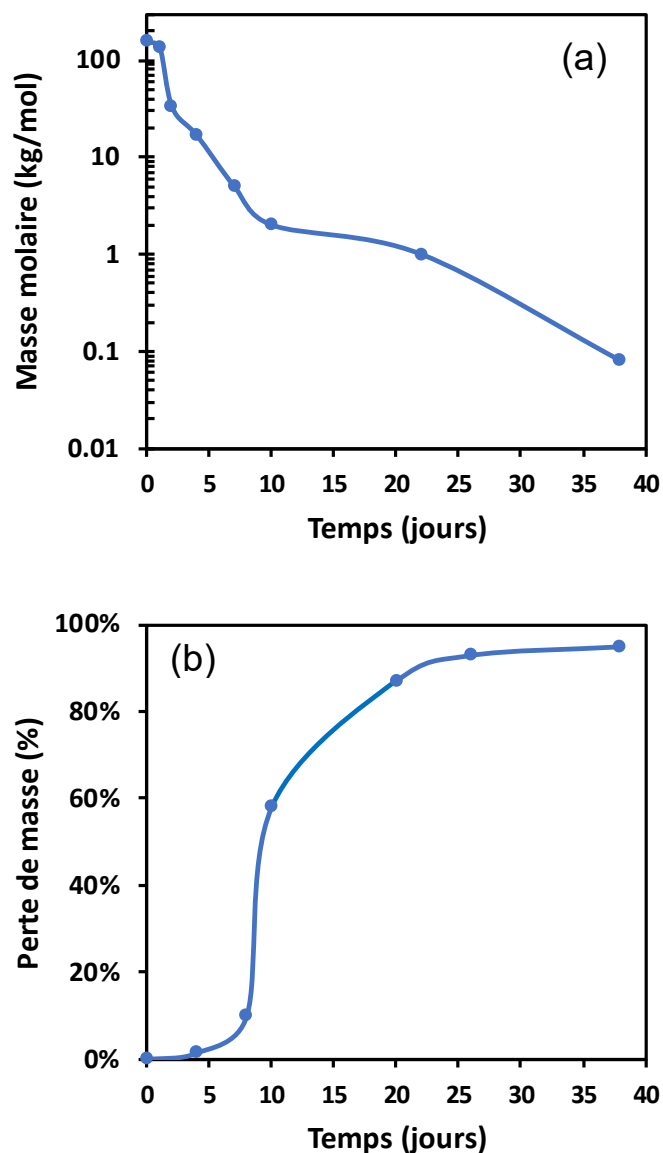 (a)
Masse molaire (kg/mol)
100
10
1
0.1
0.01
0 5 10 15 20 25 30 35 40
Temps (jours)
(b)
Perte de masse (%)
100%
80%
60%
40%
20%
0%
0 5 10 15 20 25 30 35 40
Temps (jours)